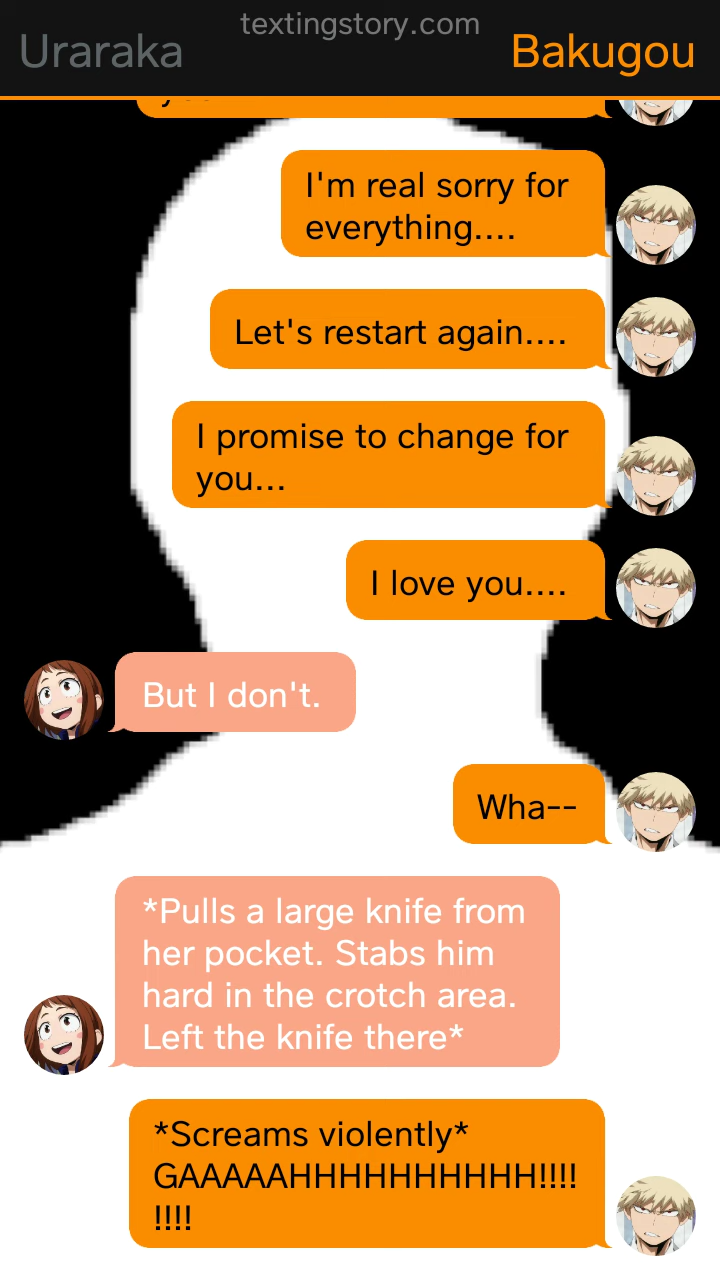 textingstory.com
Uraraka
Bakugou
I'm real sorry for
everything....
Let's restart again....
I promise to change for
you...
I love you....
But I don't.
Wha--
*Pulls a large knife from
her pocket. Stabs him
hard in the crotch area.
Left the knife there*
*Screams violently*
GAAAAAHHHHHHHHHH!!!!
!!!!